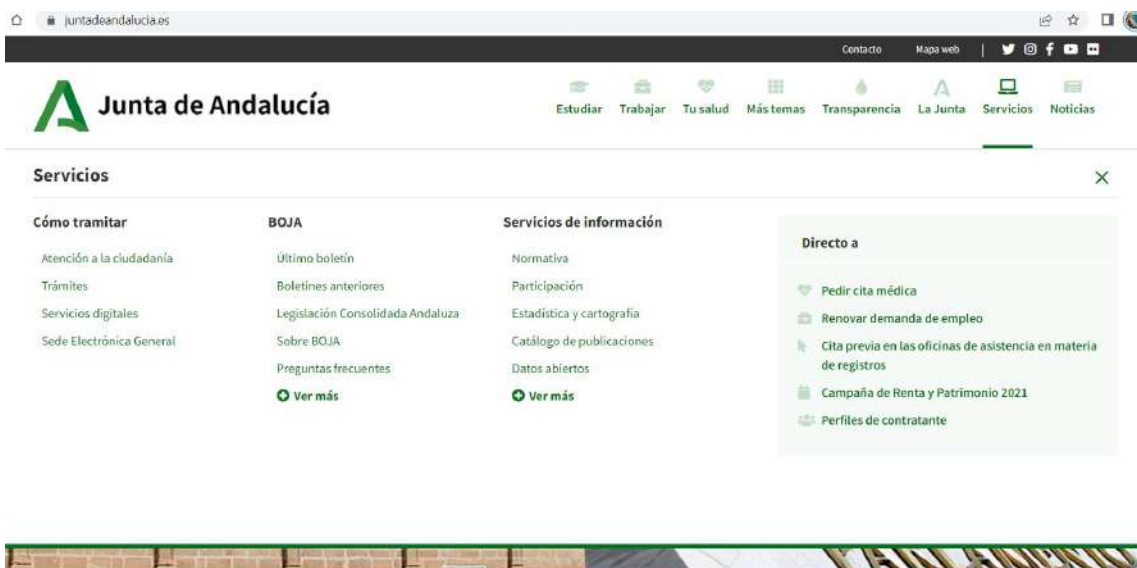 juntadeandalucia.es
Contacto Mapa web |
Junta de Andalucía
Estudiar Trabajar Tu salud Más temas Transparencia La Junta Servicios Noticias
Servicios
Cómo tramitar
Atención a la ciudadanía
Trámites
Servicios digitales
Sede Electrónica General
BOJA
Último boletín
Boletines anteriores
Legislación Consolidada Andaluza
Sobre BOJA
Preguntas frecuentes
Ver más
Servicios de información
Normativa
Participación
Estadística y cartografía
Catálogo de publicaciones
Datos abiertos
Ver más
Directo a
Pedir cita médica
Renovar demanda de empleo
Cita previa en las oficinas de asistencia en materia
de registros
Campaña de Renta y Patrimonio 2021
Perfiles de contratante